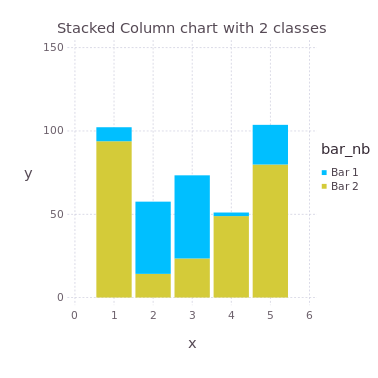 Stacked Column chart with 2 classes
150
100
50
0
y
0 1 2 3 4 5 6
x
bar_nb
Bar 1
Bar 2